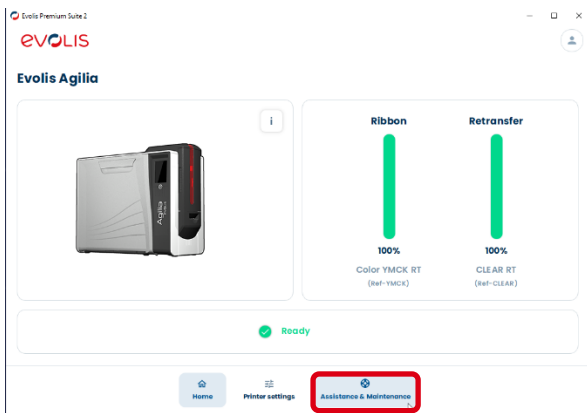 Evolis Premium Suite 2
evolis
Evolis Agilia
i
Ribbon
Retransfer
Agilia
100%
100%
Color YMCK RT
CLEAR RT
(Ref-YMCK)
(Ref-CLEAR)
Ready
Home
Printer settings
Assistance & Maintenance